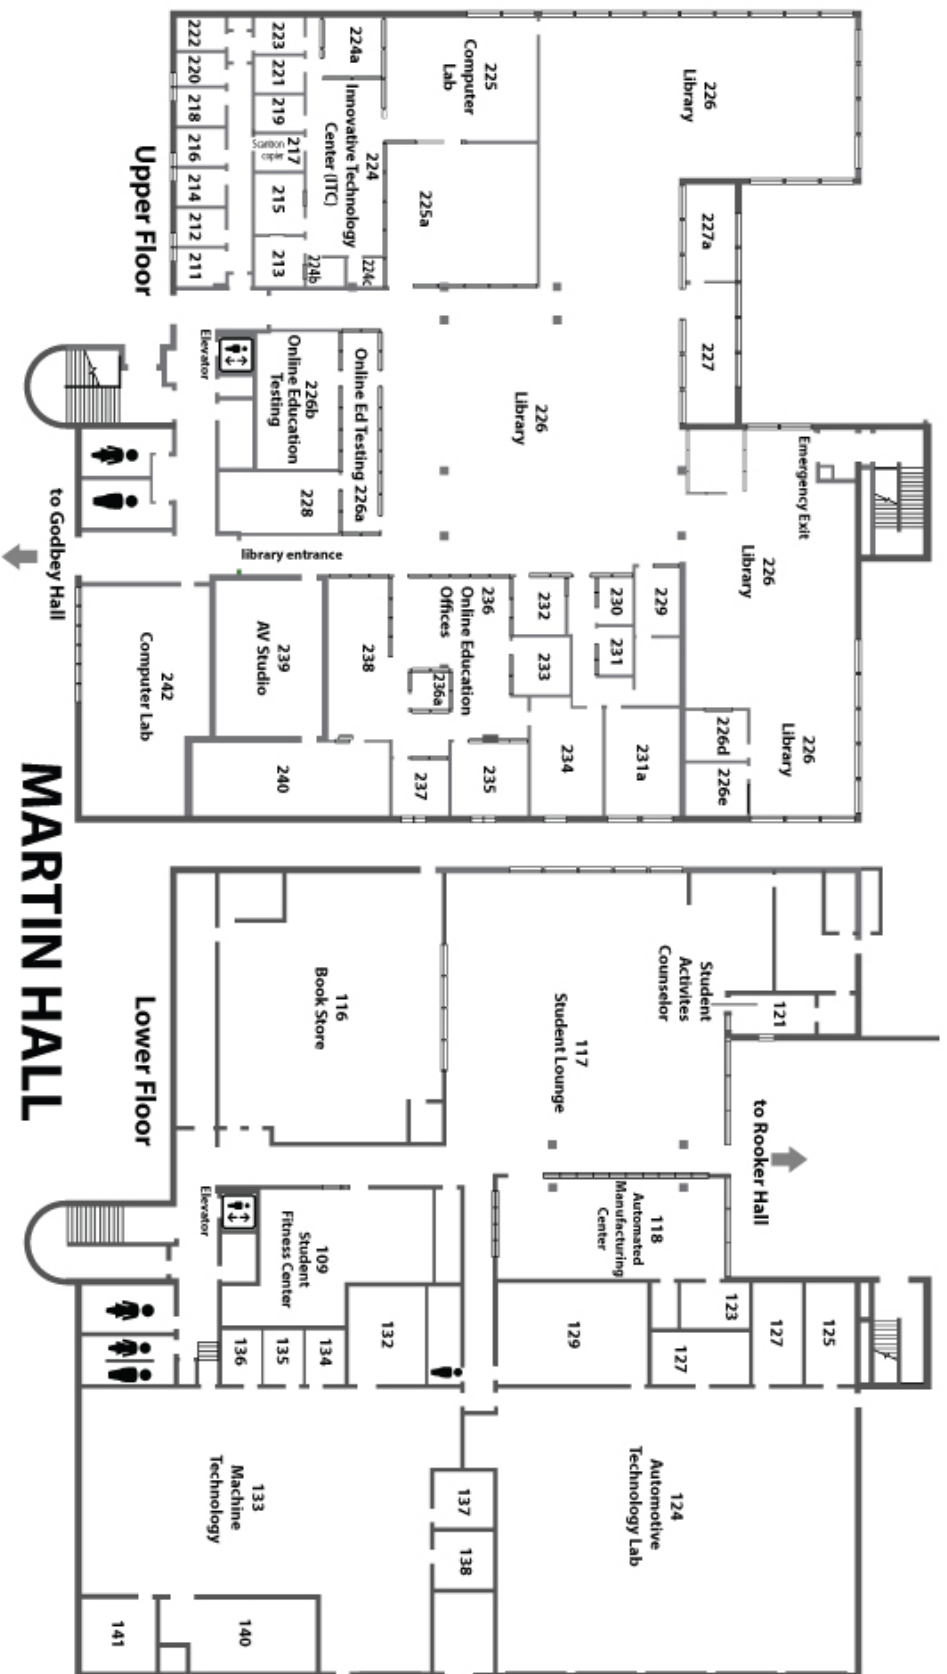 MARTIN HALL
Upper Floor
222
220
218
216
214
212
211
223
221
219
217
Scantron
copier
215
213
224a
224
Innovative Technology
Center (ITC)
224b
224c
225
Computer
Lab
225a
226
Library
227a
227
226
Library
Elevator
226b
Online Education
Testing
Online Ed Testing 226a
228
library entrance
to Godbey Hall
Emergency Exit
226
Library
226
Library
226d
226e
229
230
231
232
233
231a
234
235
236
Online Education
Offices
236a
237
238
239
AV Studio
240
242
Computer Lab
Lower Floor
116
Book Store
117
Student Lounge
Student
Activites
Counselor
121
to Rooker Hall
118
Automated
Manufacturing
Center
Elevator
109
Student
Fitness Center
136
135
134
132
129
123
127
127
125
133
Machine
Technology
137
138
124
Automotive
Technology Lab
141
140